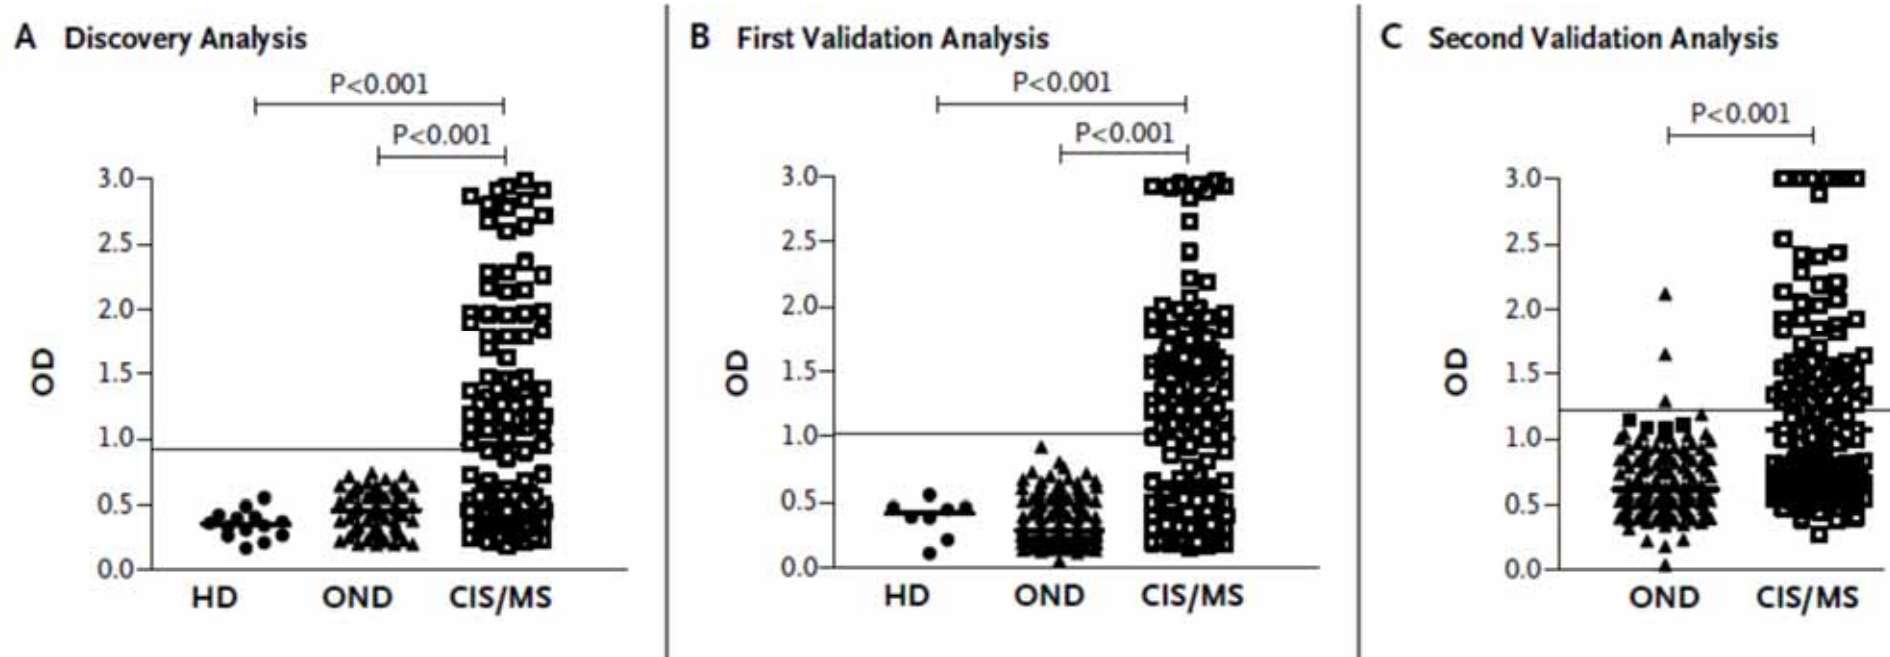 A Discovery Analysis
P<0.001
P<0.001
3.0
2.5
2.0
1.5
1.0
0.5
0.0
OD
HD OND CIS/MS
B First Validation Analysis
P<0.001
P<0.001
3.0
2.5
2.0
1.5
1.0
0.5
0.0
OD
HD OND CIS/MS
C Second Validation Analysis
P<0.001
3.0
2.5
2.0
1.5
1.0
0.5
0.0
OD
OND CIS/MS